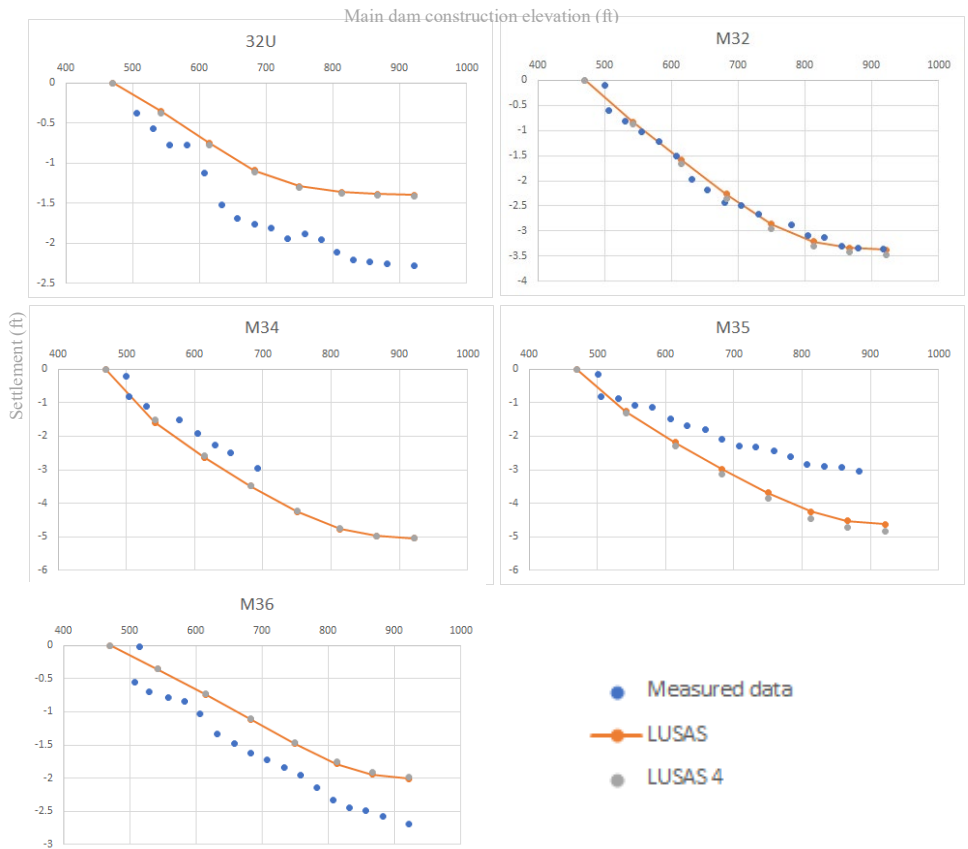 Main dam construction elevation (ft)
32U
400 500 600 700 800 900 1000
0
-0.5
-1
-1.5
-2
-2.5
M32
400 500 600 700 800 900 1000
0
-0.5
-1
-1.5
-2
-2.5
-3
-3.5
-4
Settlement (ft)
M34
400 500 600 700 800 900 1000
0
-1
-2
-3
-4
-5
-6
M35
400 500 600 700 800 900 1000
0
-1
-2
-3
-4
-5
-6
M36
400 500 600 700 800 900 1000
0
-0.5
-1
-1.5
-2
-2.5
-3
Measured data
LUSAS
LUSAS 4